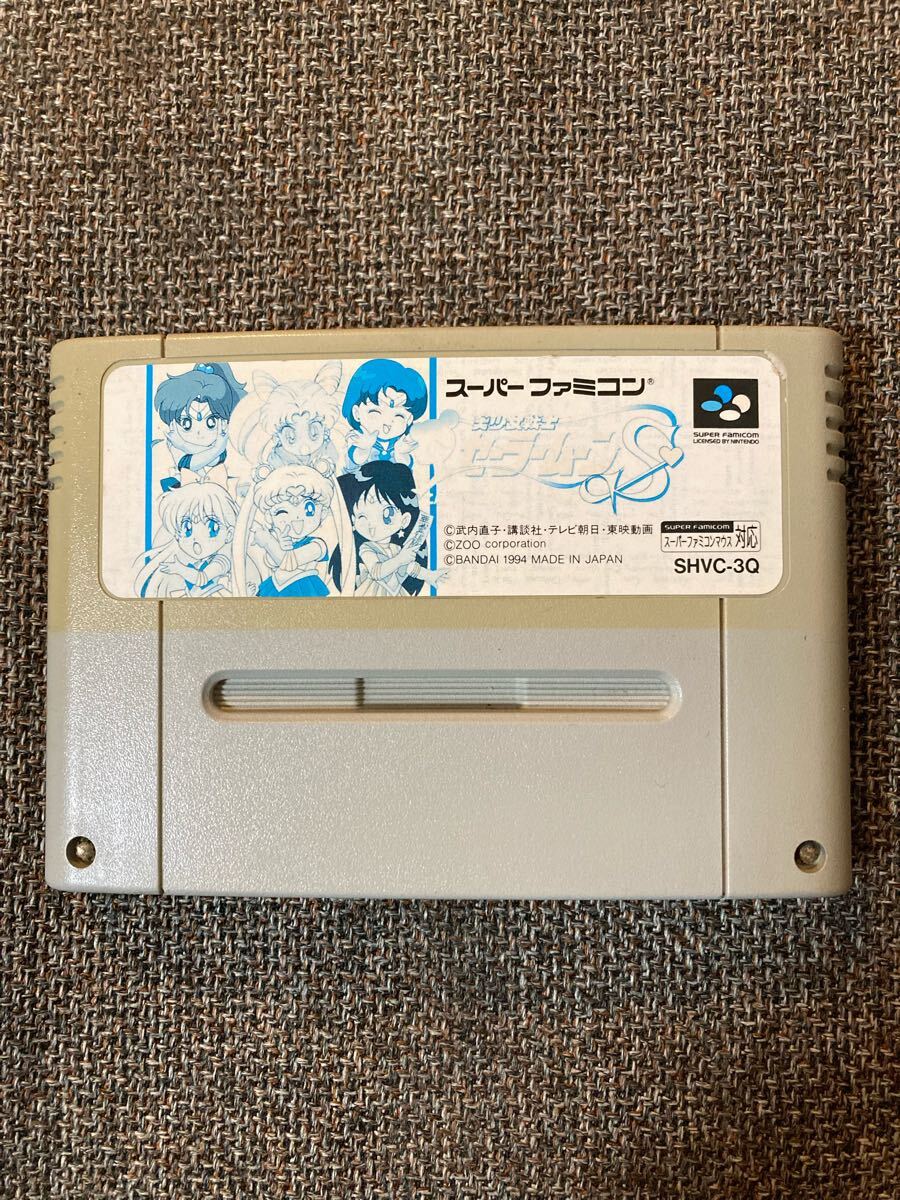 スーパーファミコン®
美少女戦士
セーラームーンS
SUPER FAMICOM
LICENSED BY NINTENDO
©武内直子・講談社・テレビ朝日・東映動画
©ZOO corporation
©BANDAI 1994 MADE IN JAPAN
SUPER FAMICOM
スーパーファミコンマウス対応
SHVC-3Q